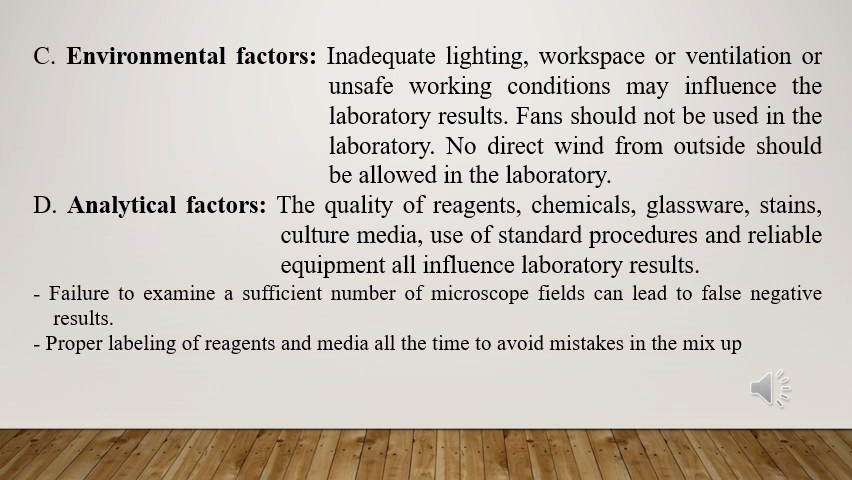 C. Environmental factors: Inadequate lighting, workspace or ventilation or
unsafe working conditions may influence the
laboratory results. Fans should not be used in the
laboratory. No direct wind from outside should
be allowed in the laboratory.
D. Analytical factors: The quality of reagents, chemicals, glassware, stains,
culture media, use of standard procedures and reliable
equipment all influence laboratory results.
- Failure to examine a sufficient number of microscope fields can lead to false negative
results.
- Proper labeling of reagents and media all the time to avoid mistakes in the mix up